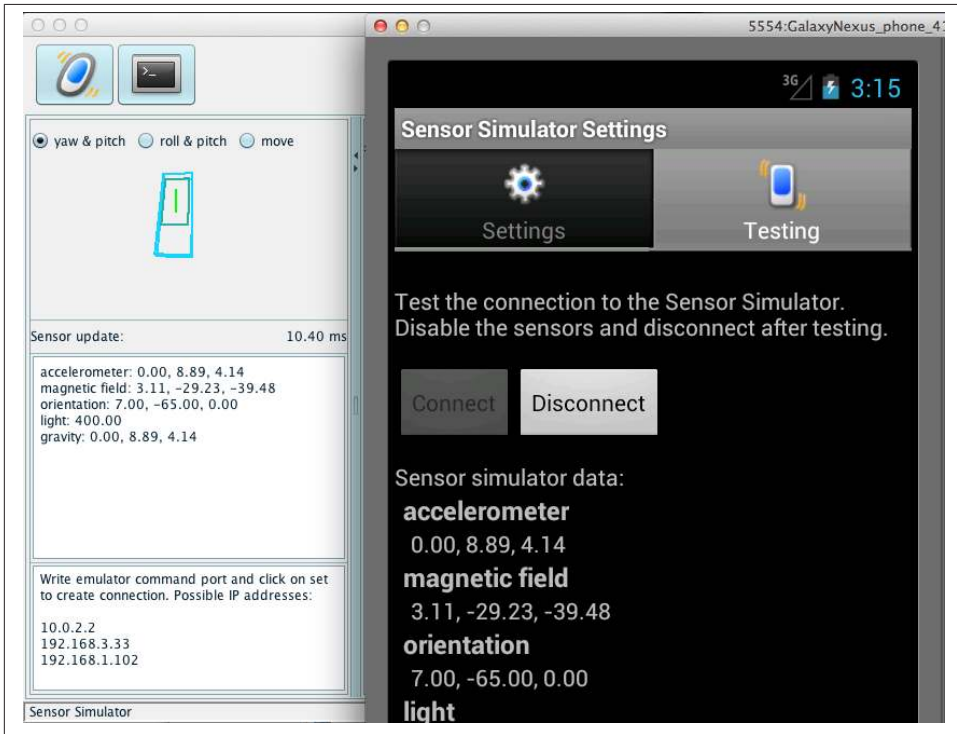 yaw & pitch roll & pitch move
Sensor update: 10.40 ms
accelerometer: 0.00, 8.89, 4.14
magnetic field: 3.11, -29.23, -39.48
orientation: 7.00, -65.00, 0.00
light: 400.00
gravity: 0.00, 8.89, 4.14
Write emulator command port and click on set
to create connection. Possible IP addresses:
10.0.2.2
192.168.3.33
192.168.1.102
Sensor Simulator
5554:GalaxyNexus_phone_41
3G 3:15
Sensor Simulator Settings
Settings Testing
Test the connection to the Sensor Simulator.
Disable the sensors and disconnect after testing.
Connect Disconnect
Sensor simulator data:
accelerometer
0.00, 8.89, 4.14
magnetic field
3.11, -29.23, -39.48
orientation
7.00, -65.00, 0.00
light